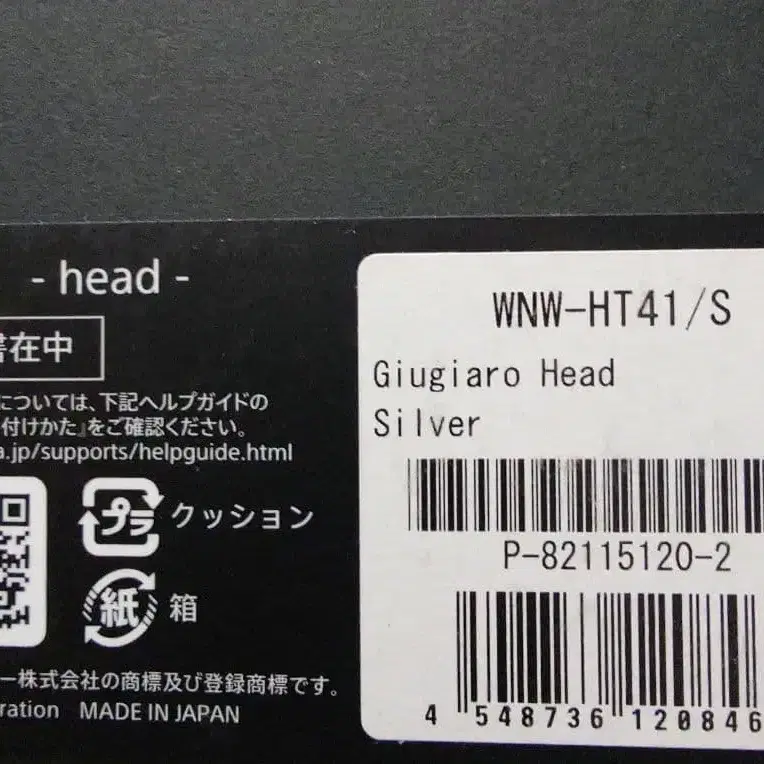 - head -
書在中
については、下記ヘルプガイドの
付けかた』をご確認ください。
a.jp/supports/helpguide.html
プラ クッション
紙 箱
ー株式会社の商標及び登録商標です。
ration MADE IN JAPAN
WNW-HT41/S
Giugiaro Head
Silver
P-82115120-2
4 548736 120846